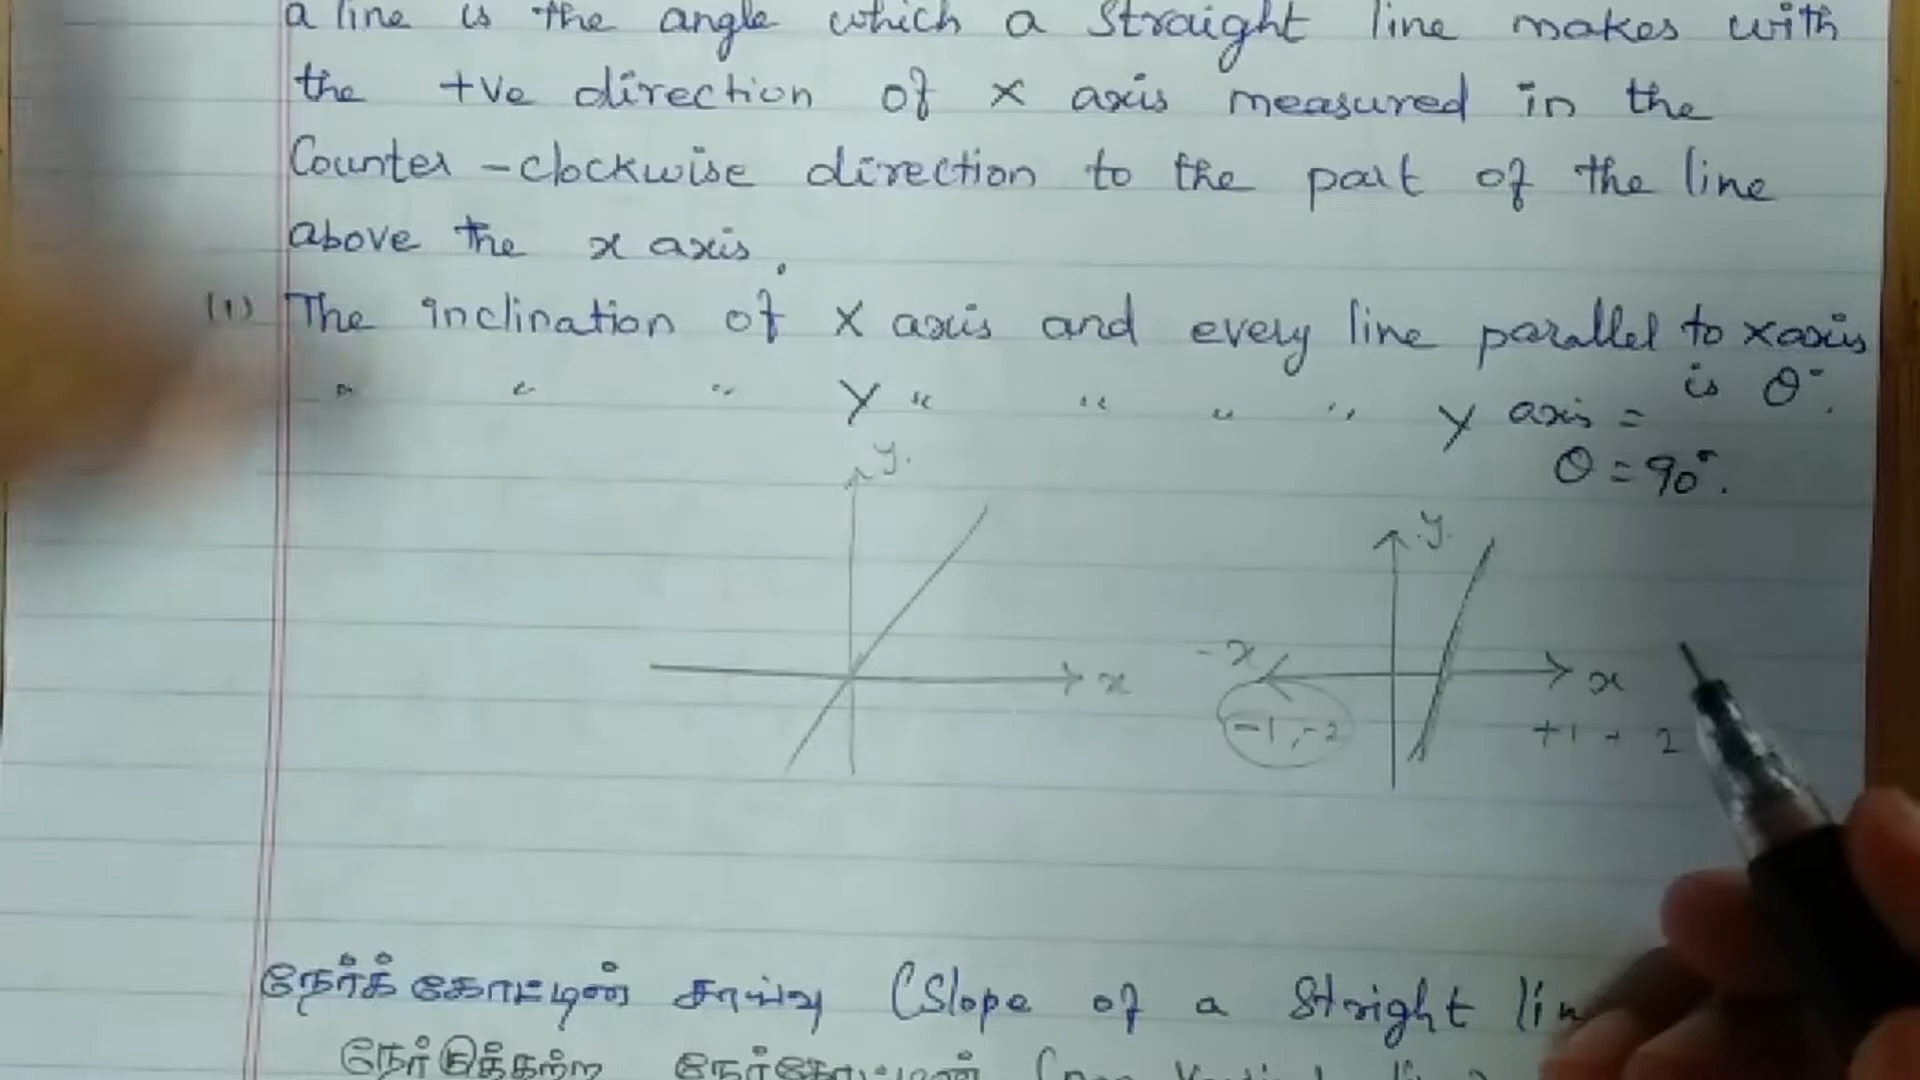 a line is the angle which a straight line makes with
the +ve direction of x axis measured in the
Counter-clockwise direction to the part of the line
above the x axis.
(1) The inclination of X axis and every line parallel to x axis
is 0°.
" " " Y " " " " Y axis =
θ = 90°.
y.
x
y.
-x
x
-1, -2
+1 + 2
நேர்க் கோட்டின் சாய்வு (Slope of a Stright lin